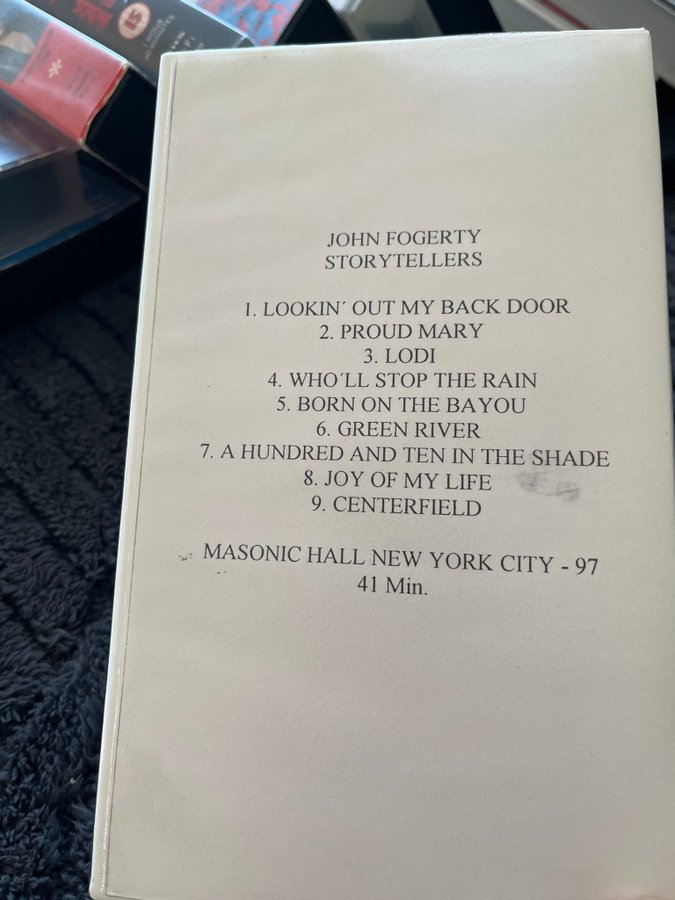 JOHN FOGERTY
STORYTELLERS
1. LOOKIN´ OUT MY BACK DOOR
2. PROUD MARY
3. LODI
4. WHO´LL STOP THE RAIN
5. BORN ON THE BAYOU
6. GREEN RIVER
7. A HUNDRED AND TEN IN THE SHADE
8. JOY OF MY LIFE
9. CENTERFIELD
MASONIC HALL NEW YORK CITY - 97
41 Min.
15